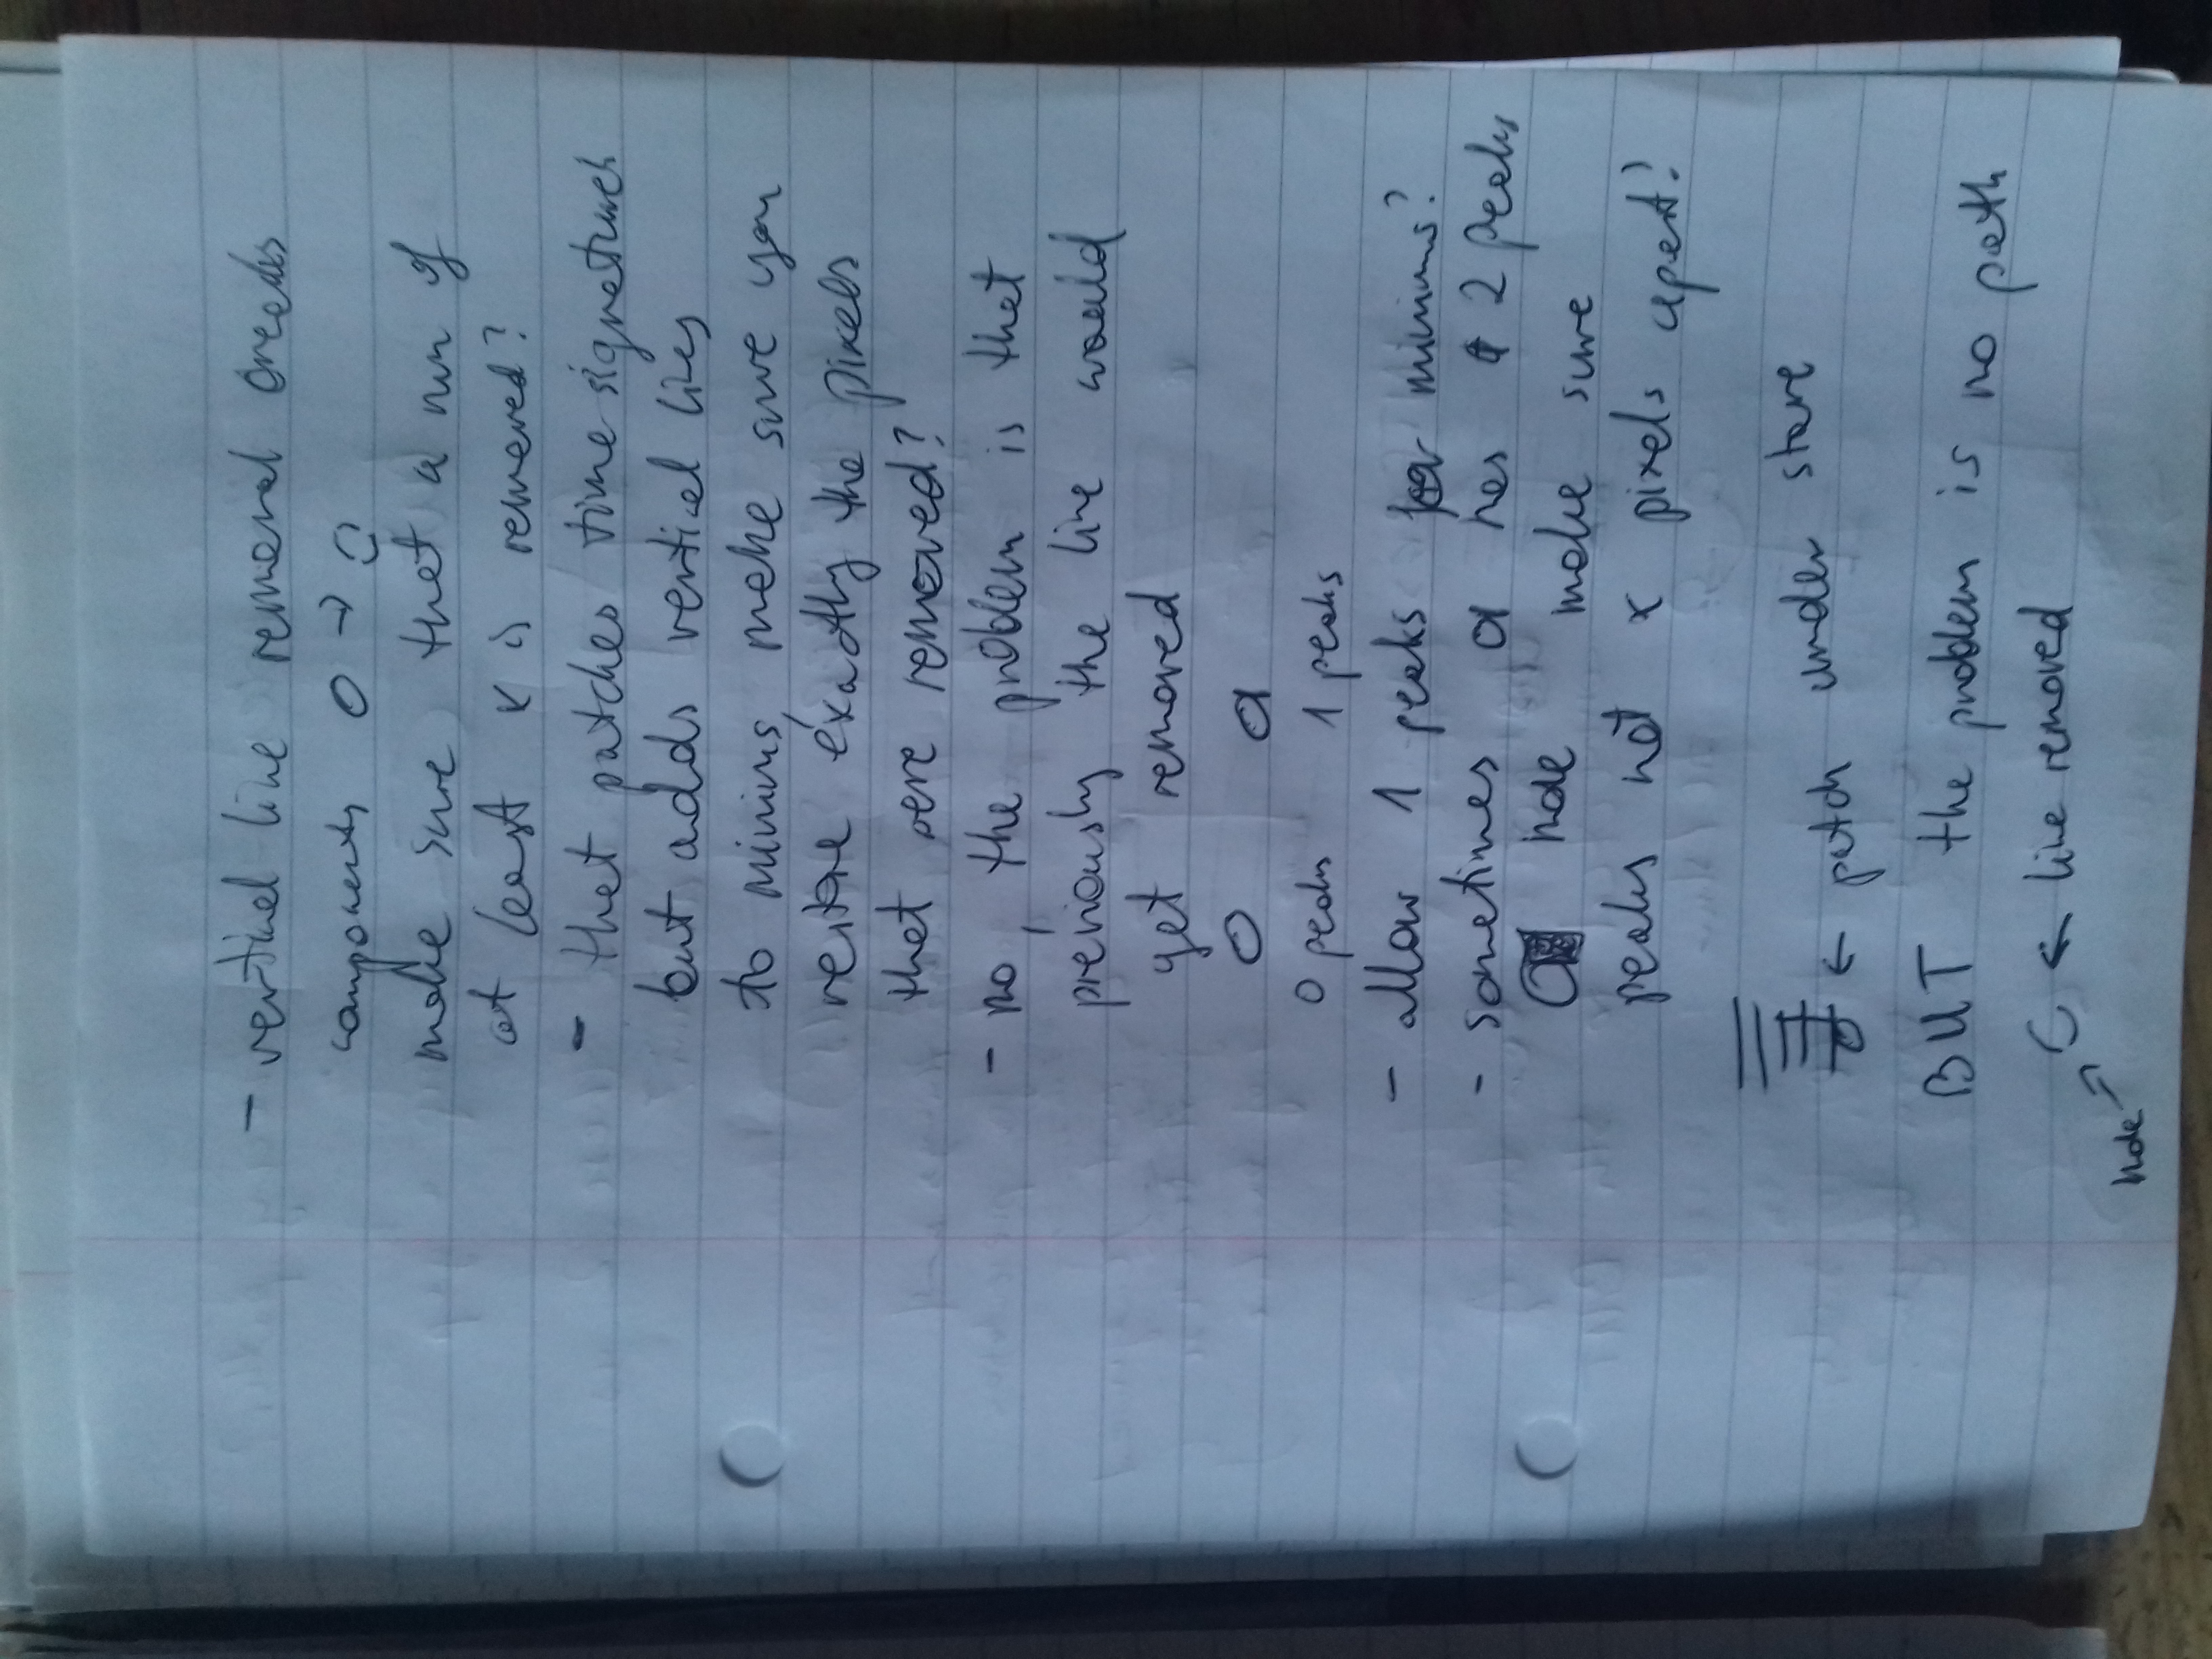 - vertical line removal breaks
components O → O
make sure that a run of
at least x is removed?
- that patches time signatures
but adds vertical lines
to minims, make sure you
restore exactly the pixels
that were removed?
- no, the problem is that
previously the line would
get removed
0 peaks 1 peaks
- allow 1 peaks for minims?
- sometimes has 2 peaks
hole make sure
peaks not x pixels apart?
← patch under stave
BUT the problem is no path
← line removed
hole